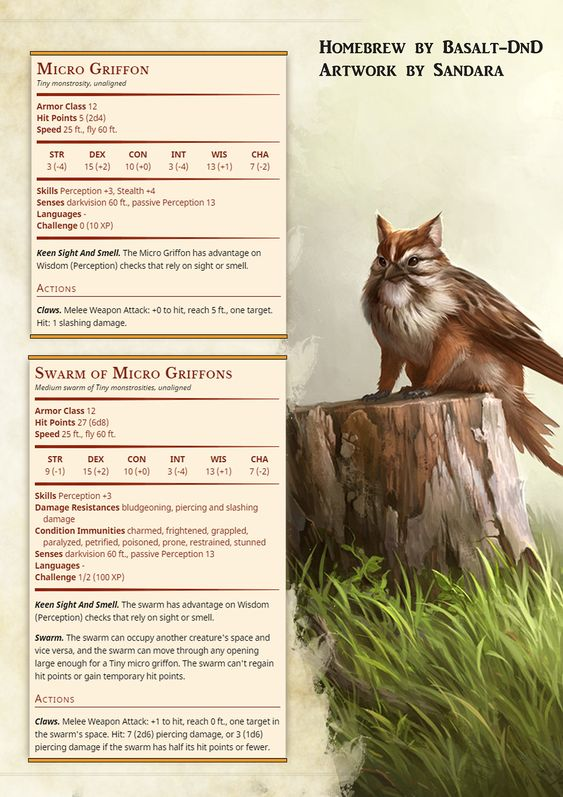 Homebrew by Basalt-DnD
Artwork by Sandara
Micro Griffon
Tiny monstrosity, unaligned
Armor Class 12
Hit Points 5 (2d4)
Speed 25 ft., fly 60 ft.
STR DEX CON INT WIS CHA
3 (-4) 15 (+2) 10 (+0) 3 (-4) 13 (+1) 7 (-2)
Skills Perception +3, Stealth +4
Senses darkvision 60 ft., passive Perception 13
Languages -
Challenge 0 (10 XP)
Keen Sight And Smell. The Micro Griffon has advantage on
Wisdom (Perception) checks that rely on sight or smell.
Actions
Claws. Melee Weapon Attack: +0 to hit, reach 5 ft., one target.
Hit: 1 slashing damage.
Swarm of Micro Griffons
Medium swarm of Tiny monstrosities, unaligned
Armor Class 12
Hit Points 27 (6d8)
Speed 25 ft., fly 60 ft.
STR DEX CON INT WIS CHA
9 (-1) 15 (+2) 10 (+0) 3 (-4) 13 (+1) 7 (-2)
Skills Perception +3
Damage Resistances bludgeoning, piercing and slashing
damage
Condition Immunities charmed, frightened, grappled,
paralyzed, petrified, poisoned, prone, restrained, stunned
Senses darkvision 60 ft., passive Perception 13
Languages -
Challenge 1/2 (100 XP)
Keen Sight And Smell. The swarm has advantage on Wisdom
(Perception) checks that rely on sight or smell.
Swarm. The swarm can occupy another creature's space and
vice versa, and the swarm can move through any opening
large enough for a Tiny micro griffon. The swarm can't regain
hit points or gain temporary hit points.
Actions
Claws. Melee Weapon Attack: +1 to hit, reach 0 ft., one target in
the swarm's space. Hit: 7 (2d6) piercing damage, or 3 (1d6)
piercing damage if the swarm has half its hit points or fewer.